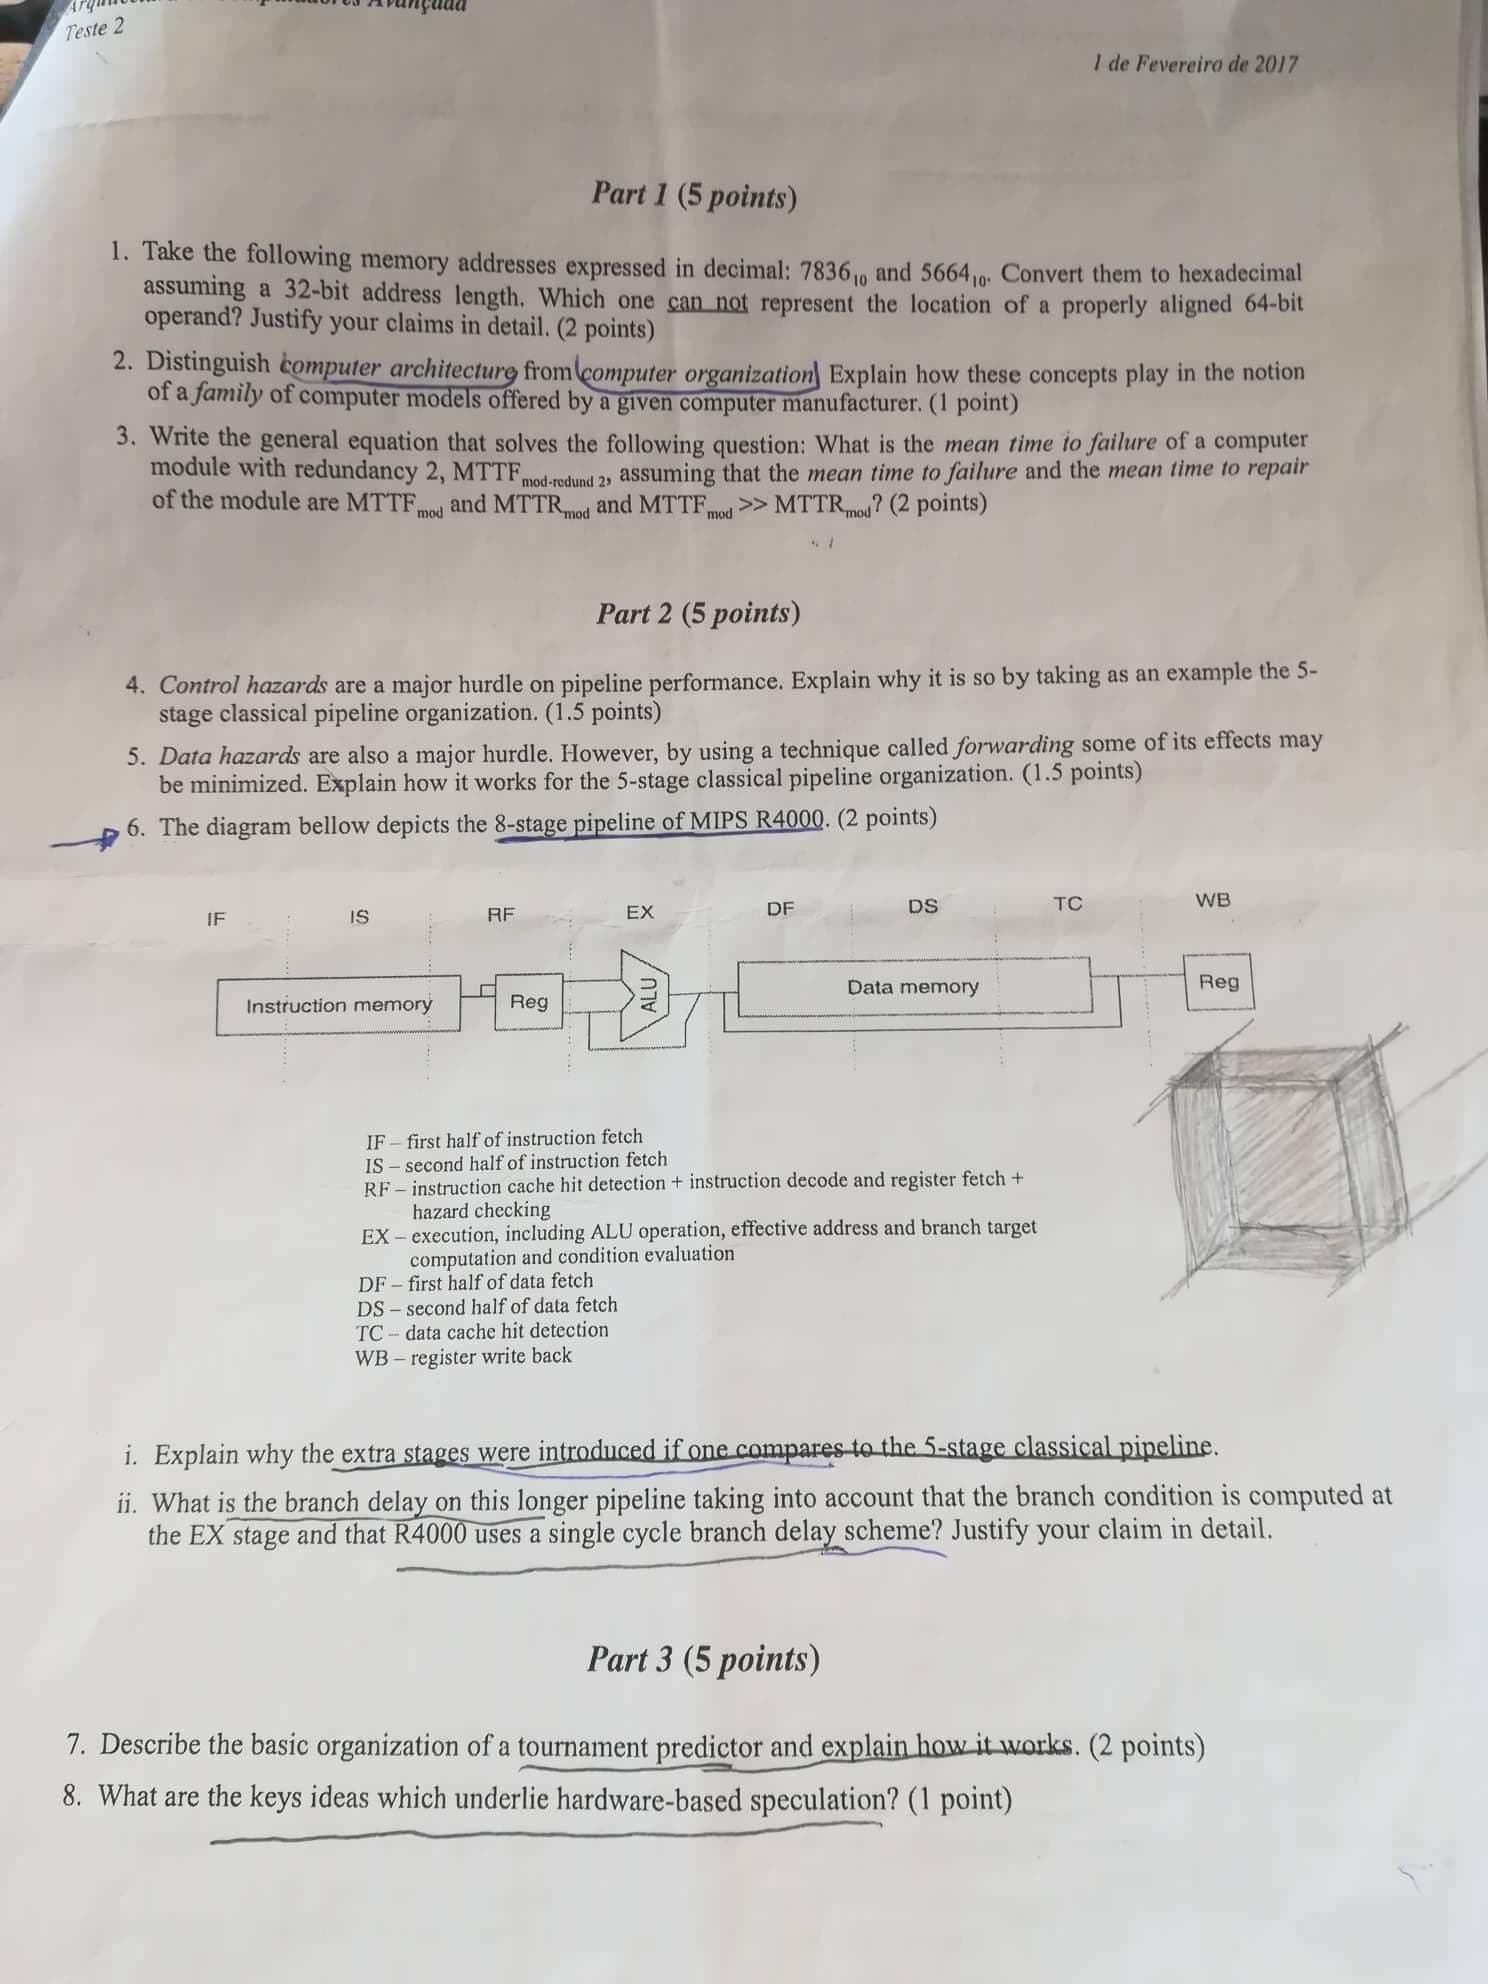 Avançada
Teste 2
1 de Fevereiro de 2017
Part 1 (5 points)
1. Take the following memory addresses expressed in decimal: 7836₁₀ and 5664₁₀. Convert them to hexadecimal
assuming a 32-bit address length. Which one can not represent the location of a properly aligned 64-bit
operand? Justify your claims in detail. (2 points)
2. Distinguish computer architecture from computer organization. Explain how these concepts play in the notion
of a family of computer models offered by a given computer manufacturer. (1 point)
3. Write the general equation that solves the following question: What is the mean time to failure of a computer
module with redundancy 2, MTTF mod-redund 2, assuming that the mean time to failure and the mean time to repair
of the module are MTTF mod and MTTR mod and MTTF mod >> MTTR mod? (2 points)
Part 2 (5 points)
4. Control hazards are a major hurdle on pipeline performance. Explain why it is so by taking as an example the 5-
stage classical pipeline organization. (1.5 points)
5. Data hazards are also a major hurdle. However, by using a technique called forwarding some of its effects may
be minimized. Explain how it works for the 5-stage classical pipeline organization. (1.5 points)
6. The diagram bellow depicts the 8-stage pipeline of MIPS R4000. (2 points)
IF IS RF EX DF DS TC WB
Instruction memory Reg ALU Data memory Reg
IF – first half of instruction fetch
IS – second half of instruction fetch
RF – instruction cache hit detection + instruction decode and register fetch +
hazard checking
EX – execution, including ALU operation, effective address and branch target
computation and condition evaluation
DF – first half of data fetch
DS – second half of data fetch
TC – data cache hit detection
WB – register write back
i. Explain why the extra stages were introduced if one compares to the 5-stage classical pipeline.
ii. What is the branch delay on this longer pipeline taking into account that the branch condition is computed at
the EX stage and that R4000 uses a single cycle branch delay scheme? Justify your claim in detail.
Part 3 (5 points)
7. Describe the basic organization of a tournament predictor and explain how it works. (2 points)
8. What are the keys ideas which underlie hardware-based speculation? (1 point)